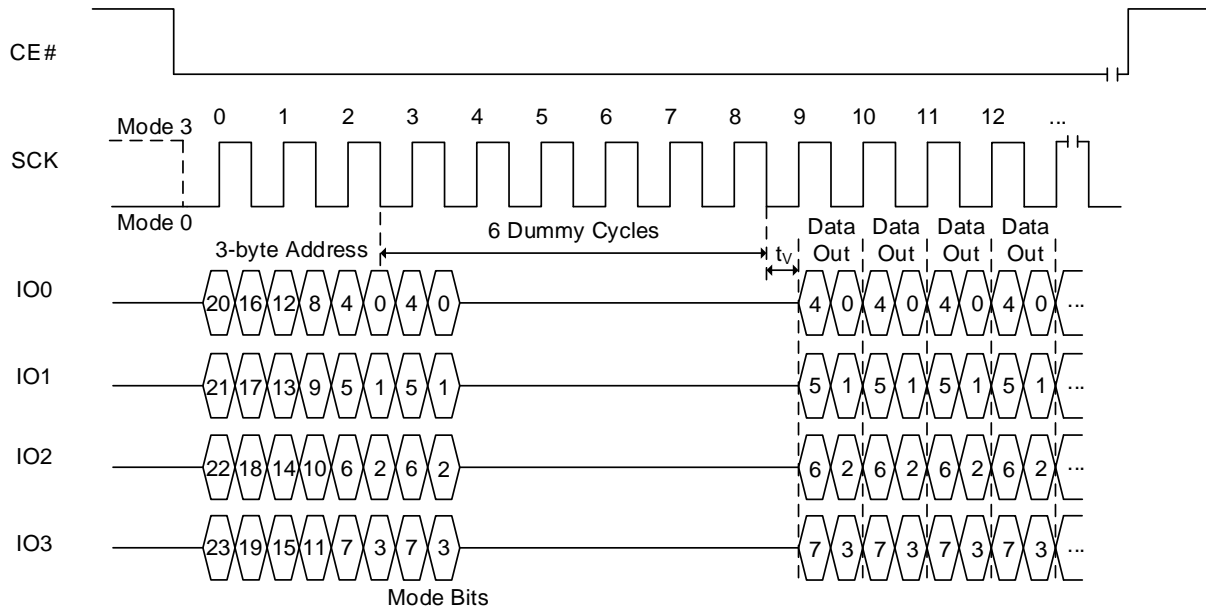 CE#
0 1 2 3 4 5 6 7 8 9 10 11 12 ...
Mode 3
SCK
Mode 0
6 Dummy Cycles
Data Out Data Out Data Out Data Out
3-byte Address
tV
IO0 20 16 12 8 4 0 4 0 4 0 4 0 4 0 4 0 ...
IO1 21 17 13 9 5 1 5 1 5 1 5 1 5 1 5 1 ...
IO2 22 18 14 10 6 2 6 2 6 2 6 2 6 2 6 2 ...
IO3 23 19 15 11 7 3 7 3 7 3 7 3 7 3 7 3 ...
Mode Bits